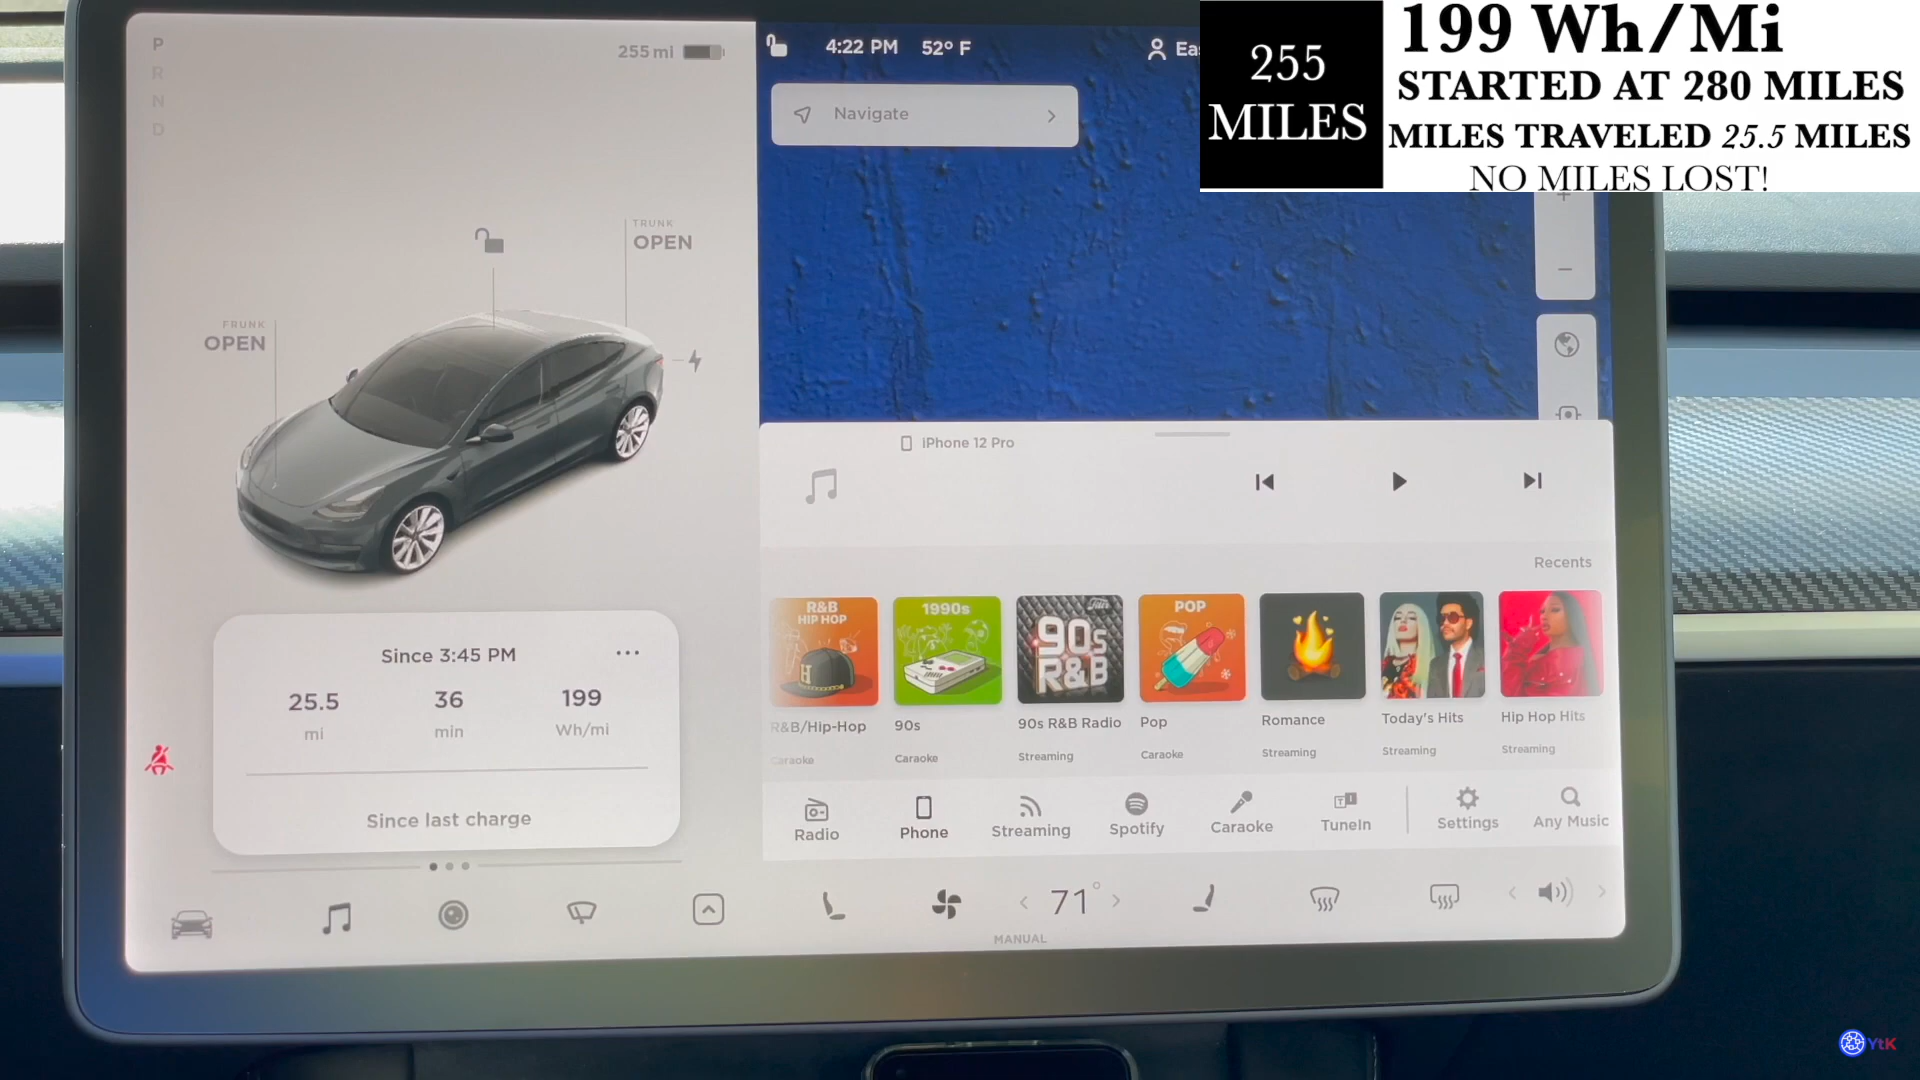 P
R
N
D
255 mi
4:22 PM 52° F
Navigate
TRUNK
OPEN
FRUNK
OPEN
Since 3:45 PM ...
25.5 36 199
mi min Wh/mi
Since last charge
255
MILES
199 Wh/Mi
STARTED AT 280 MILES
MILES TRAVELED 25.5 MILES
NO MILES LOST!
iPhone 12 Pro
Recents
R&B
HIP HOP
H
1990s
90s
R&B
POP
R&B/Hip-Hop
Caraoke
90s
Caraoke
90s R&B Radio
Streaming
Pop
Caraoke
Romance
Streaming
Today's Hits
Streaming
Hip Hop Hits
Streaming
Radio Phone Streaming Spotify Caraoke TuneIn Settings Any Music
71°
MANUAL
YtK